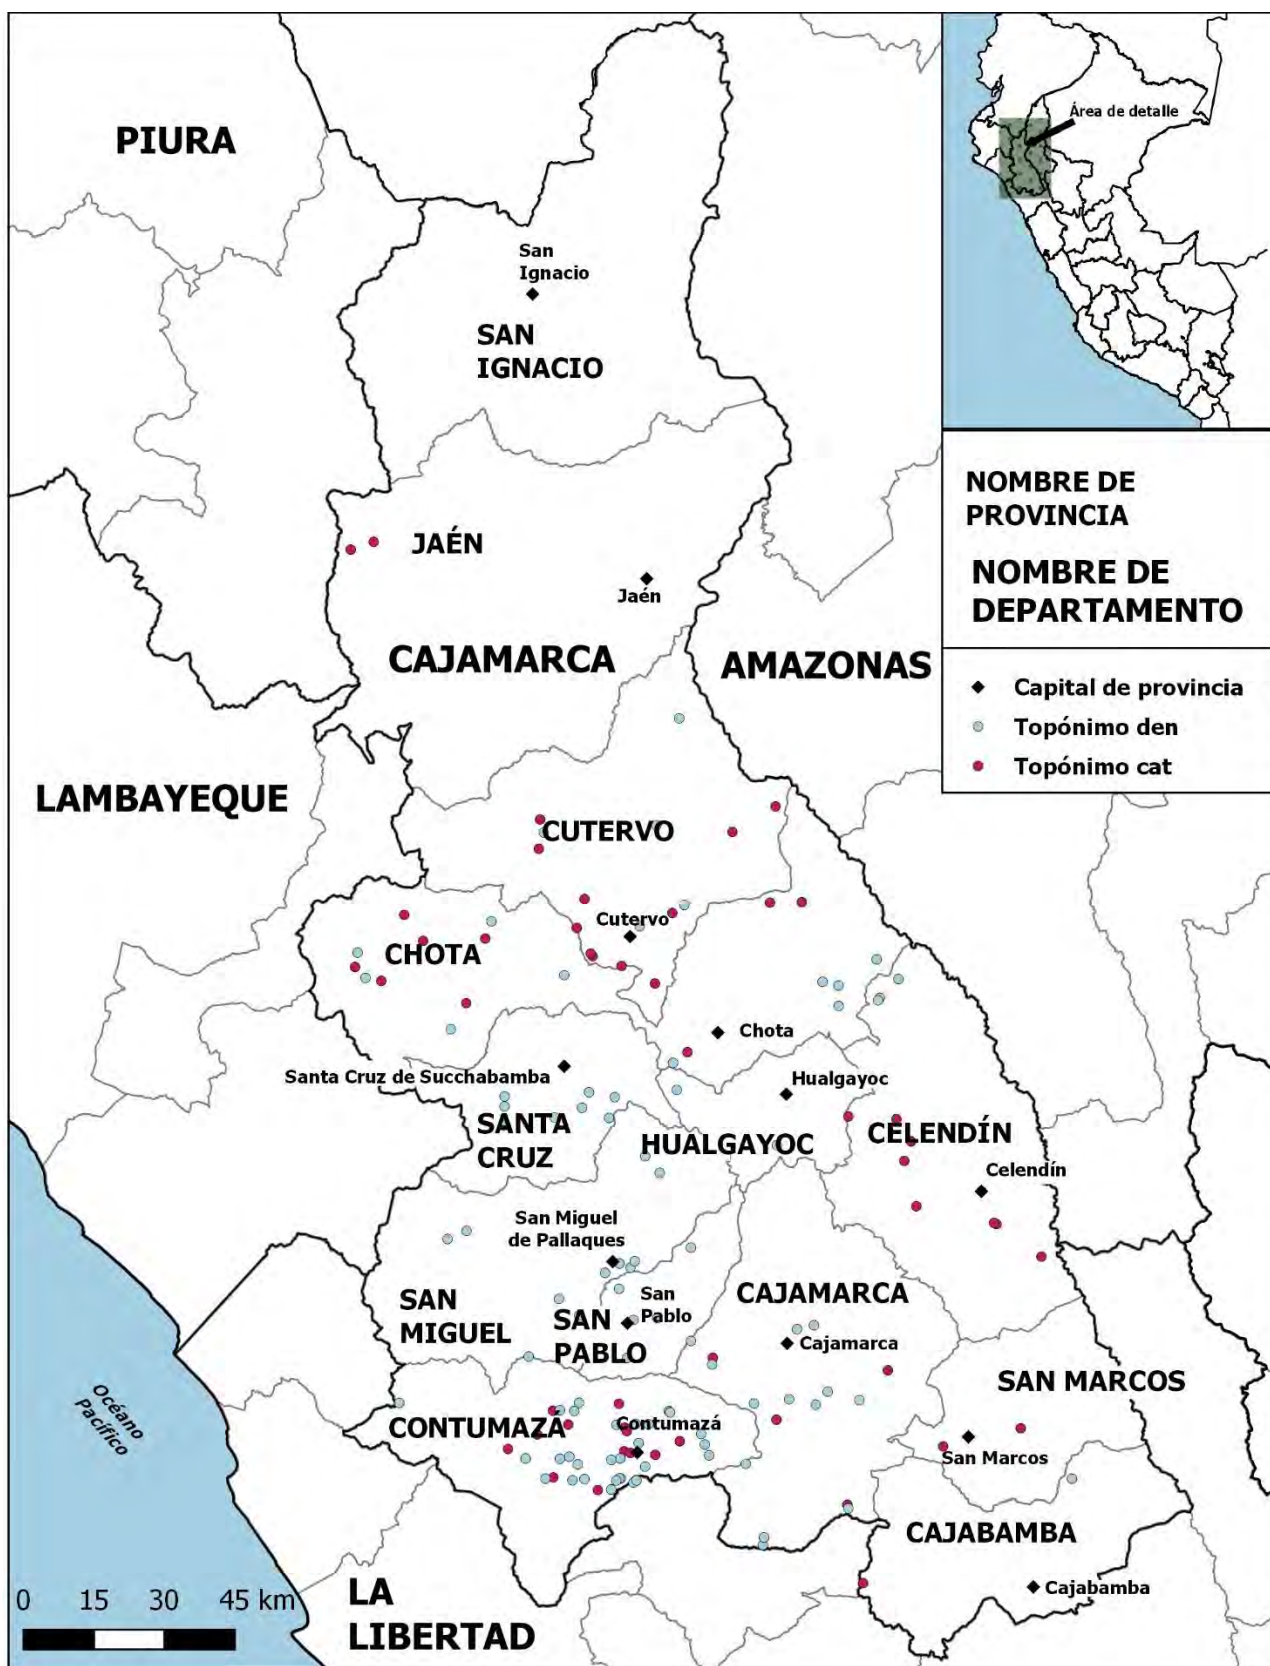 PIURA
Área de detalle
San
Ignacio
SAN
IGNACIO
NOMBRE DE
PROVINCIA
NOMBRE DE
DEPARTAMENTO
JAÉN
Jaén
CAJAMARCA
AMAZONAS
Capital de provincia
Topónimo den
Topónimo cat
LAMBAYEQUE
CUTERVO
Cutervo
CHOTA
Chota
Santa Cruz de Succhabamba
Hualgayoc
SANTA
CRUZ
HUALGAYOC
CELENDÍN
Celendín
San Miguel
de Pallaques
SAN
MIGUEL
San
Pablo
SAN
PABLO
CAJAMARCA
Cajamarca
SAN MARCOS
San Marcos
Océano
Pacífico
CONTUMAZÁ
Contumazá
CAJABAMBA
Cajabamba
LA
LIBERTAD
0 15 30 45 km